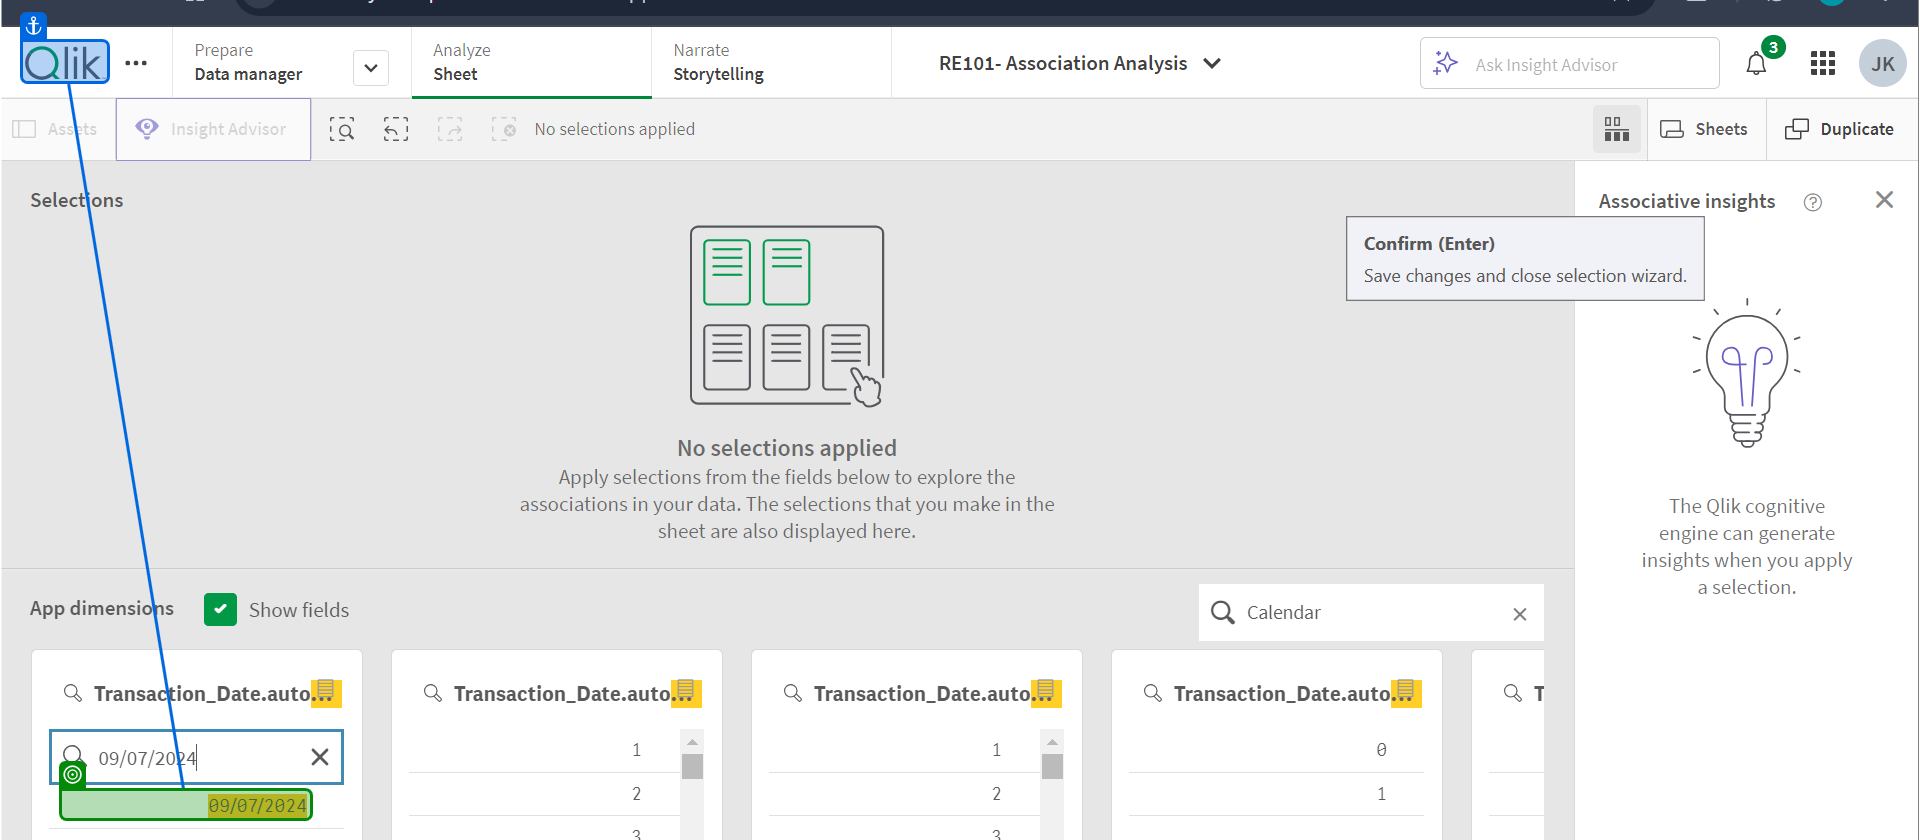 Qlik
Prepare
Data manager
Analyze
Sheet
Narrate
Storytelling
RE101- Association Analysis
Ask Insight Advisor
3
JK
Assets
Insight Advisor
No selections applied
Sheets
Duplicate
Selections
Associative insights
?
Confirm (Enter)
Save changes and close selection wizard.
No selections applied
Apply selections from the fields below to explore the
associations in your data. The selections that you make in the
sheet are also displayed here.
The Qlik cognitive
engine can generate
insights when you apply
a selection.
App dimensions
Show fields
Calendar
Transaction_Date.auto.
Transaction_Date.auto.
Transaction_Date.auto.
Transaction_Date.auto.
T
09/07/2024
09/07/2024
1
2
3
1
2
3
0
1